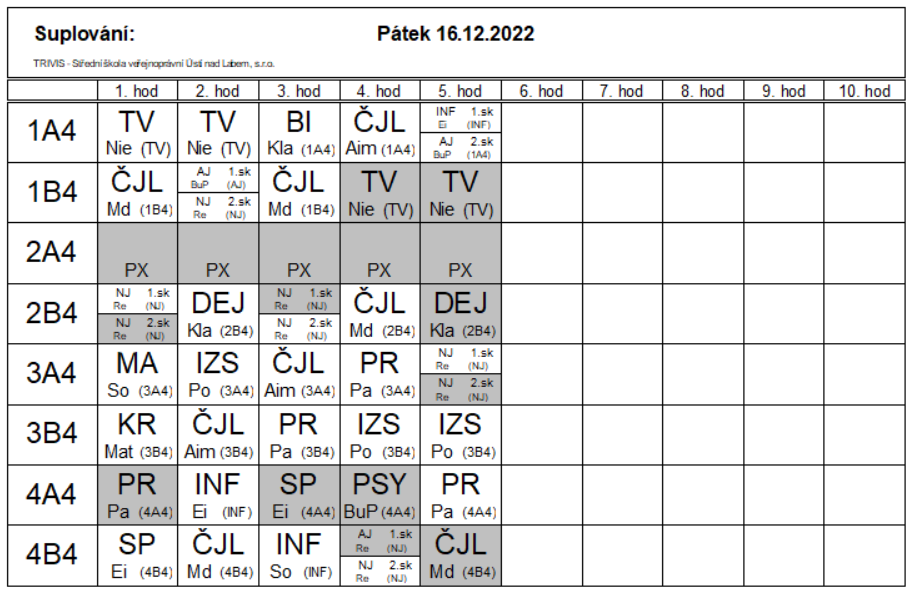 Suplování: Pátek 16.12.2022
TRIVIS - Střední škola veřejnoprávní Ústí nad Labem, s.r.o.
1. hod 2. hod 3. hod 4. hod 5. hod 6. hod 7. hod 8. hod 9. hod 10. hod
1A4
TV TV BI ČJL INF 1.sk
Ei (INF)
AJ 2.sk
Nie (TV) Nie (TV) Kla (1A4) Aim (1A4) BuP (1A4)
1B4
ČJL AJ 1.sk ČJL TV TV
BuP (AJ)
NJ 2.sk
Md (1B4) Re (NJ) Md (1B4) Nie (TV) Nie (TV)
2A4
PX PX PX PX PX
2B4
NJ 1.sk DEJ NJ 1.sk ČJL DEJ
Re (NJ) Re (NJ)
NJ 2.sk NJ 2.sk
Re (NJ) Kla (2B4) Re (NJ) Md (2B4) Kla (2B4)
3A4
MA IZS ČJL PR NJ 1.sk
Re (NJ)
NJ 2.sk
So (3A4) Po (3A4) Aim (3A4) Pa (3A4) Re (NJ)
3B4
KR ČJL PR IZS IZS
Mat (3B4) Aim (3B4) Pa (3B4) Po (3B4) Po (3B4)
4A4
PR INF SP PSY PR
Pa (4A4) Ei (INF) Ei (4A4) BuP (4A4) Pa (4A4)
4B4
SP ČJL INF AJ 1.sk ČJL
Re (NJ)
NJ 2.sk
Ei (4B4) Md (4B4) So (INF) Re (NJ) Md (4B4)